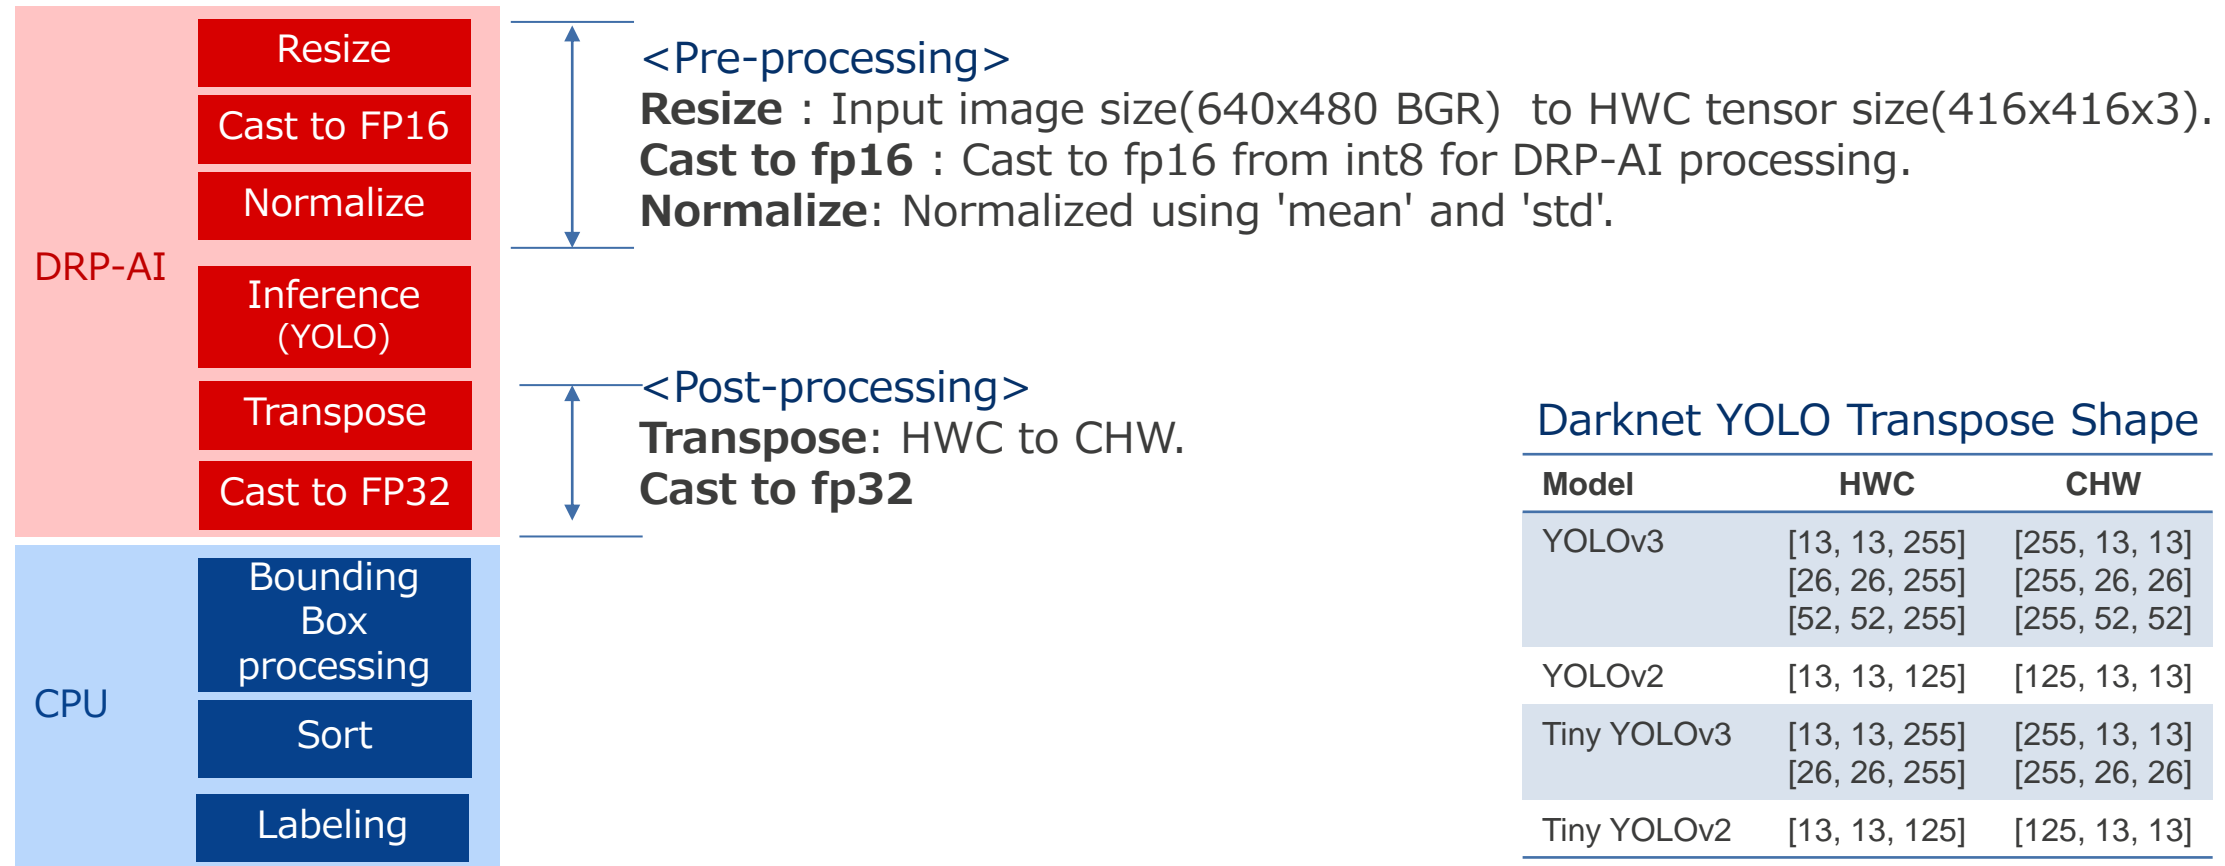 DRP-AI
Resize
Cast to FP16
Normalize
Inference
(YOLO)
Transpose
Cast to FP32
CPU
Bounding
Box
processing
Sort
Labeling
<Pre-processing>
Resize : Input image size(640x480 BGR) to HWC tensor size(416x416x3).
Cast to fp16 : Cast to fp16 from int8 for DRP-AI processing.
Normalize: Normalized using 'mean' and 'std'.
<Post-processing>
Transpose: HWC to CHW.
Cast to fp32
Darknet YOLO Transpose Shape
Model HWC CHW
YOLOv3 [13, 13, 255] [255, 13, 13]
[26, 26, 255] [255, 26, 26]
[52, 52, 255] [255, 52, 52]
YOLOv2 [13, 13, 125] [125, 13, 13]
Tiny YOLOv3 [13, 13, 255] [255, 13, 13]
[26, 26, 255] [255, 26, 26]
Tiny YOLOv2 [13, 13, 125] [125, 13, 13]